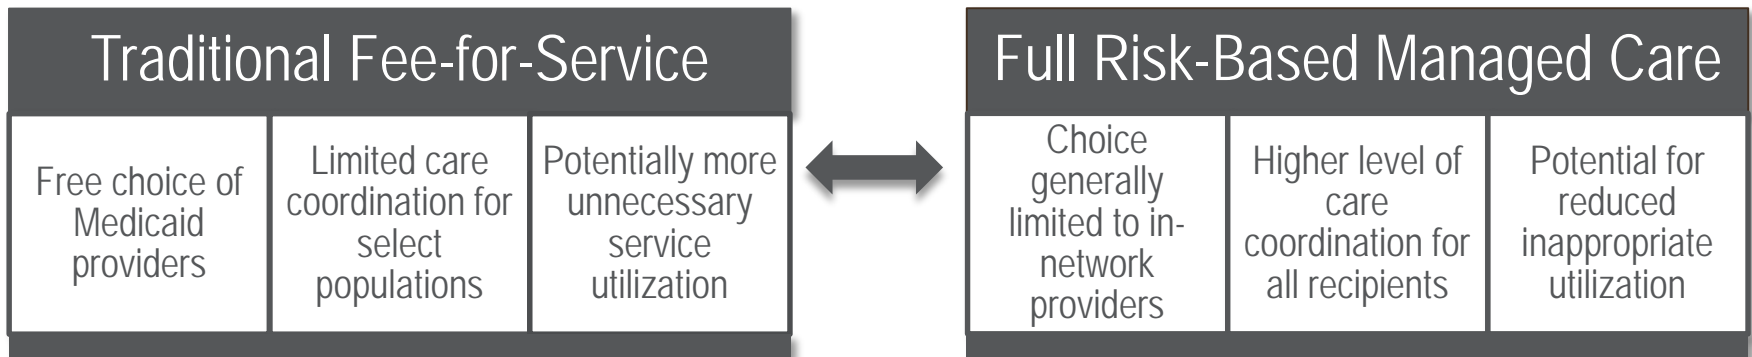 Traditional Fee-for-Service
Free choice of
Medicaid
providers
Limited care
coordination for
select
populations
Potentially more
unnecessary
service
utilization
Full Risk-Based Managed Care
Choice
generally
limited to in-
network
providers
Higher level of
care
coordination for
all recipients
Potential for
reduced
inappropriate
utilization